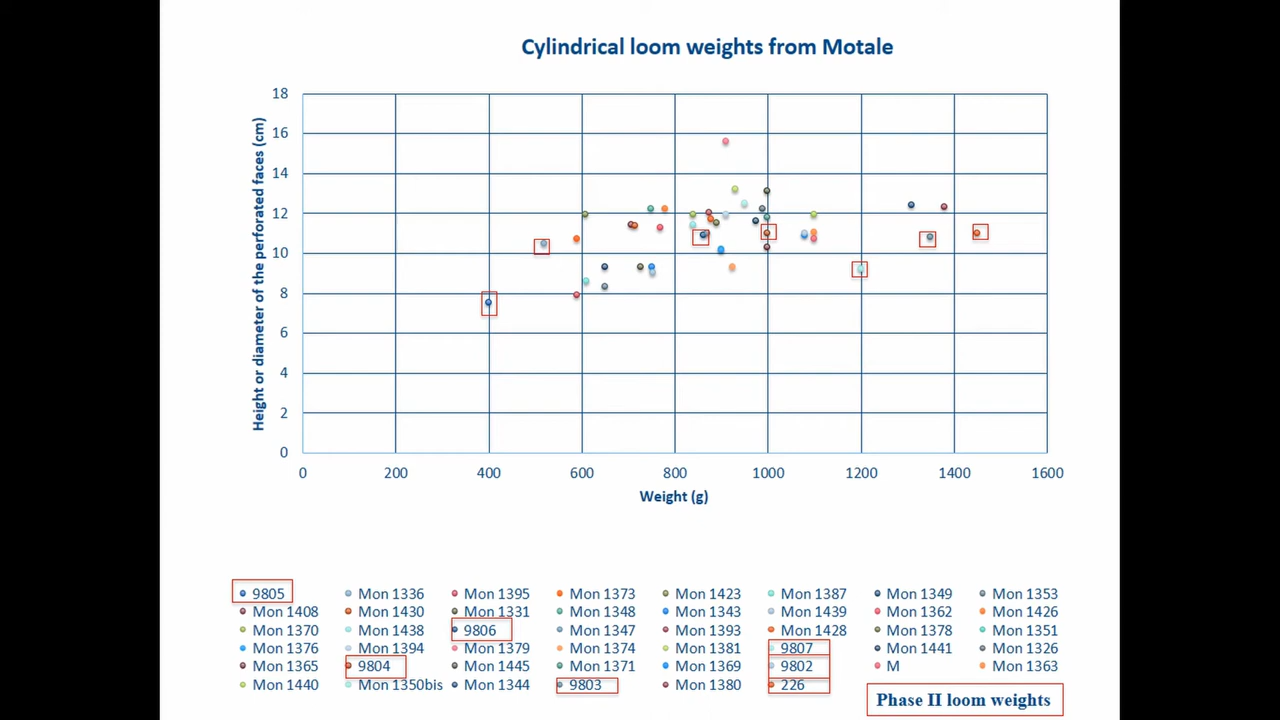 Cylindrical loom weights from Motale
Height or diameter of the perforated faces (cm)
18
16
14
12
10
8
6
4
2
0
0 200 400 600 800 1000 1200 1400 1600
Weight (g)
9805 Mon 1336 Mon 1395 Mon 1373 Mon 1423 Mon 1387 Mon 1349 Mon 1353
Mon 1408 Mon 1430 Mon 1331 Mon 1348 Mon 1343 Mon 1439 Mon 1362 Mon 1426
Mon 1370 Mon 1438 9806 Mon 1347 Mon 1393 Mon 1428 Mon 1378 Mon 1351
Mon 1376 Mon 1394 Mon 1379 Mon 1374 Mon 1381 9807 Mon 1441 Mon 1326
Mon 1365 9804 Mon 1445 Mon 1371 Mon 1369 9802 M Mon 1363
Mon 1440 Mon 1350bis Mon 1344 9803 Mon 1380 226
Phase II loom weights